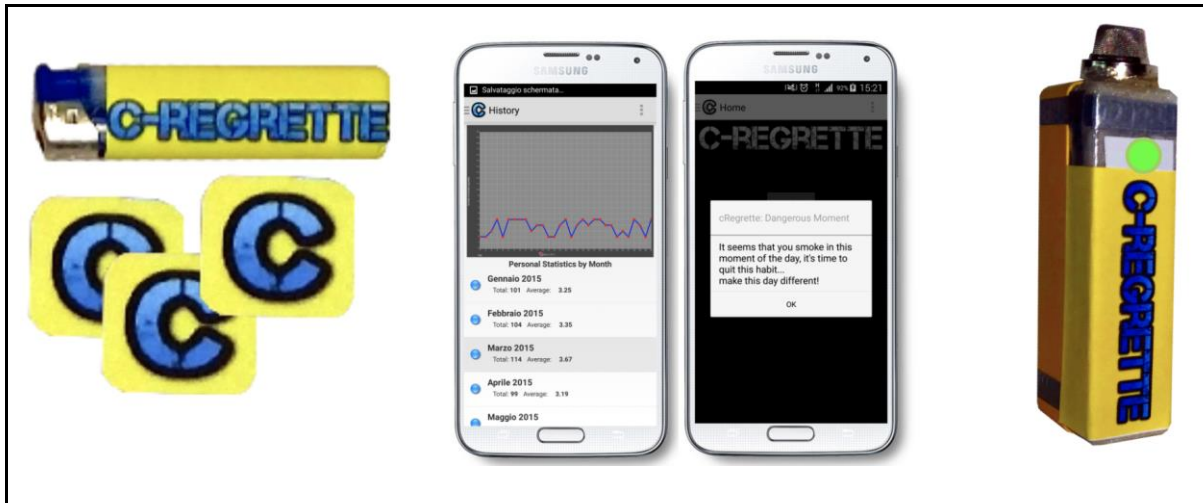 C-REGRETTE
C
C
C
SAMSUNG
Salvataggio schermata...
History
Personal Statistics by Month
Gennaio 2015
Total: 101 Average: 3.25
Febbraio 2015
Total: 104 Average: 3.35
Marzo 2015
Total: 114 Average: 3.67
Aprile 2015
Total: 99 Average: 3.19
Maggio 2015
SAMSUNG
92% 15:21
Home
C-REGRETTE
cRegrette: Dangerous Moment
It seems that you smoke in this
moment of the day, it's time to
quit this habit...
make this day different!
OK
C-REGRETTE